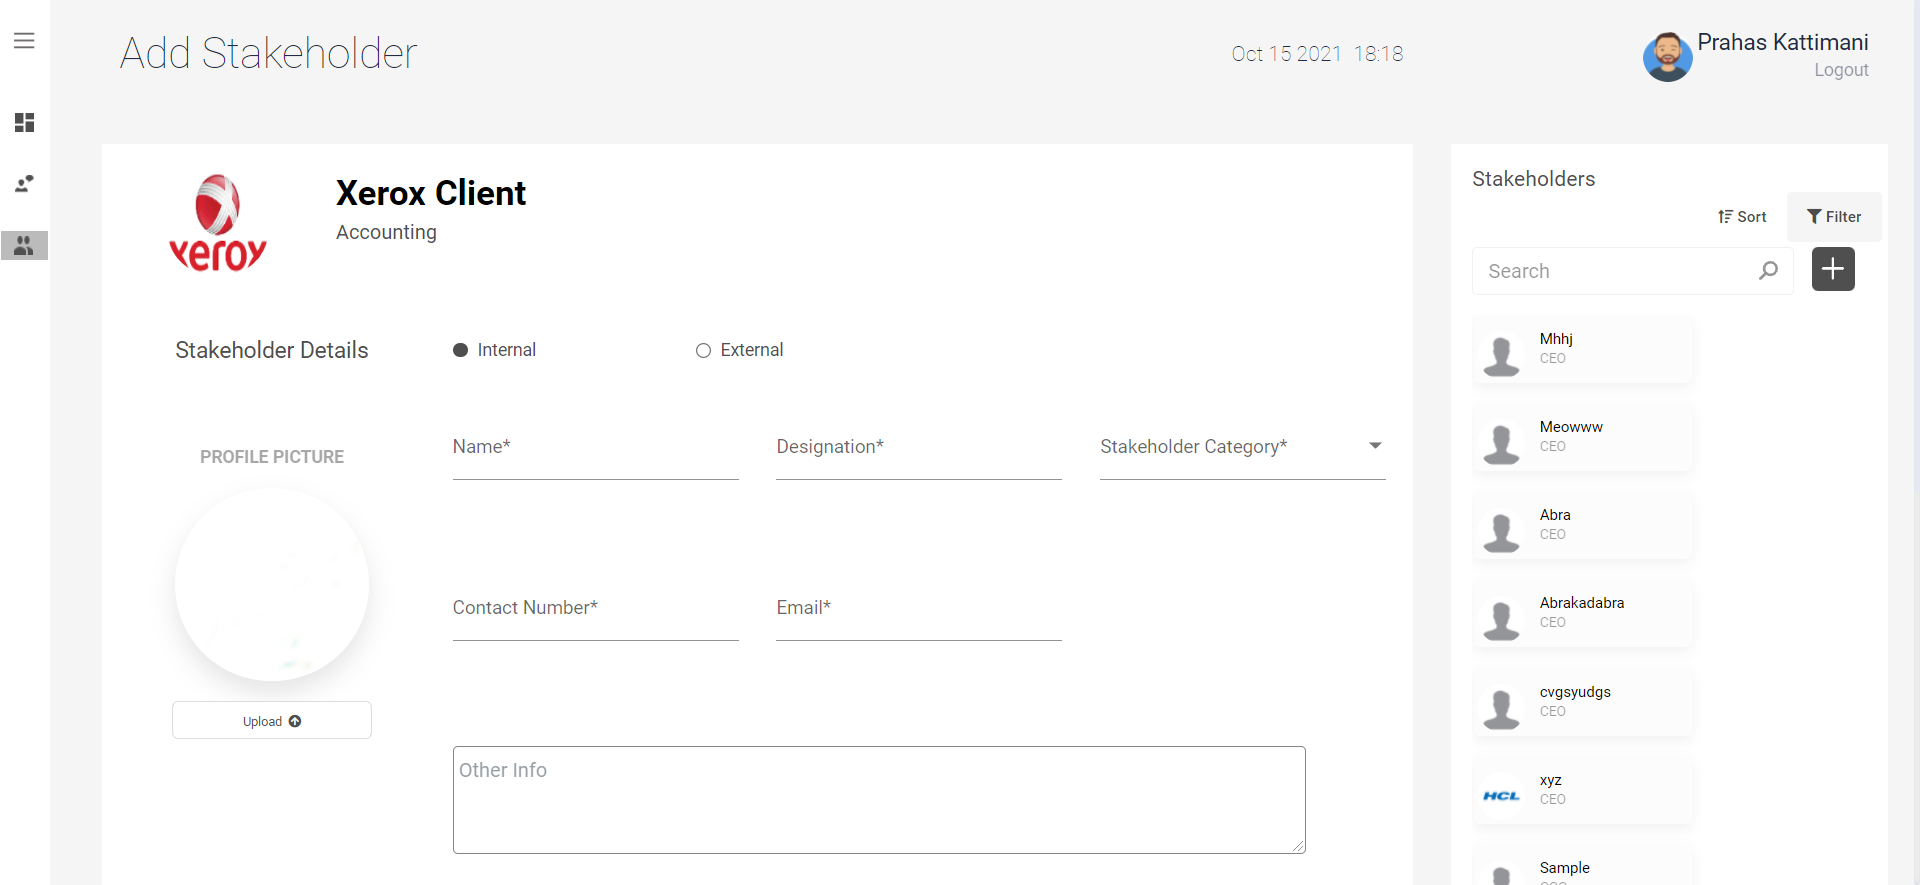 Add Stakeholder
Oct 15 2021 18:18
Prahas Kattimani
Logout
xeroy
Xerox Client
Accounting
Stakeholder Details
Internal
External
PROFILE PICTURE
Name*
Designation*
Stakeholder Category*
Contact Number*
Email*
Upload
Other Info
Stakeholders
Sort
Filter
Search
Mhhj
CEO
Meowww
CEO
Abra
CEO
Abrakadabra
CEO
cvgsyudgs
CEO
HCL
xyz
CEO
Sample